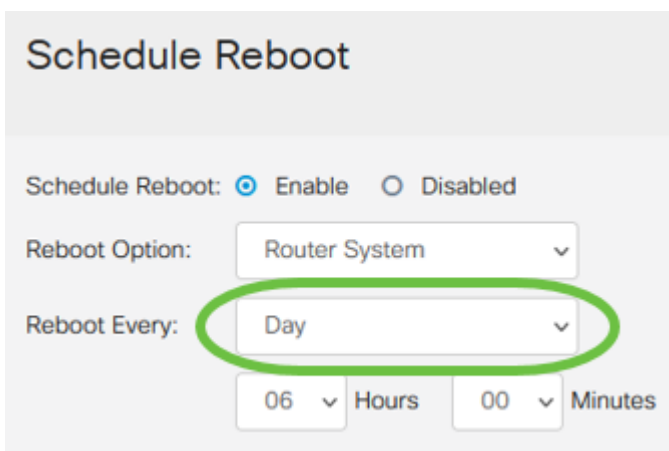 Schedule Reboot
Schedule Reboot: Enable Disabled
Reboot Option: Router System
Reboot Every: Day
06 Hours 00 Minutes